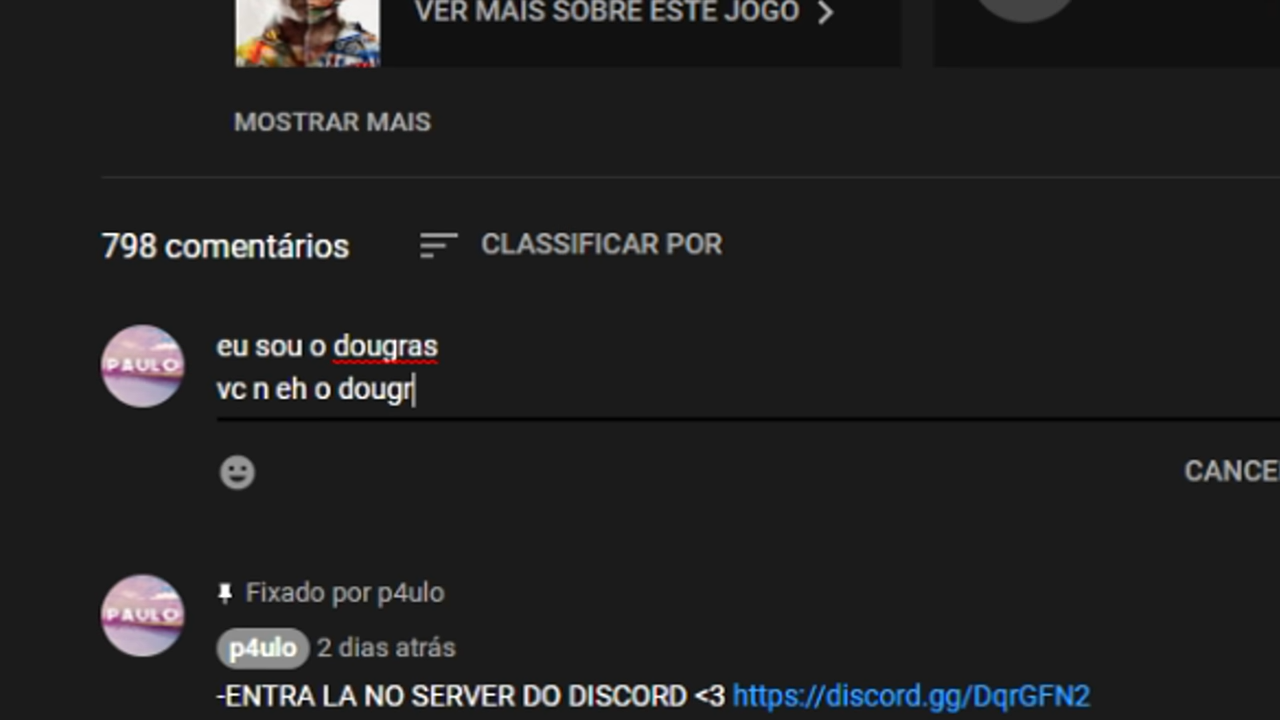 VER MAIS SOBRE ESTE JOGO
MOSTRAR MAIS
798 comentários
CLASSIFICAR POR
PAULO
eu sou o dougras
vc n eh o dougr
CANCE
PAULO
Fixado por p4ulo
p4ulo 2 dias atrás
-ENTRA LA NO SERVER DO DISCORD <3 https://discord.gg/DqrGFN2